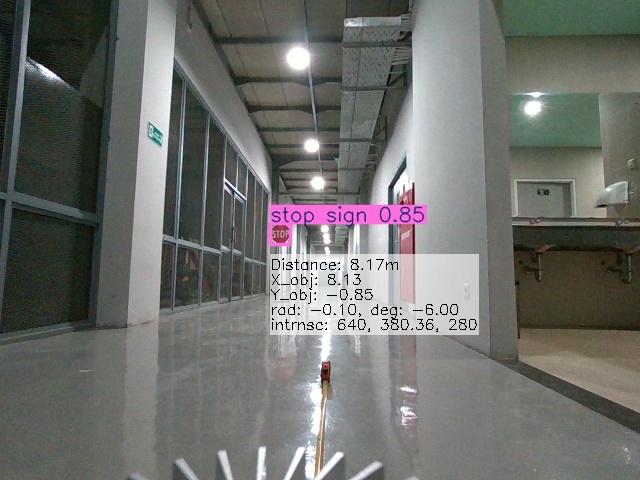 stop sign 0.85
STOP
Distance: 8.17m
X_obj: 8.13
Y_obj: -0.85
rad: -0.10, deg: -6.00
intrnsc: 640, 380.36, 280